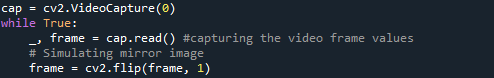 cap = cv2.VideoCapture(0)
while True:
    _, frame = cap.read() #capturing the video frame values
    # Simulating mirror image
    frame = cv2.flip(frame, 1)